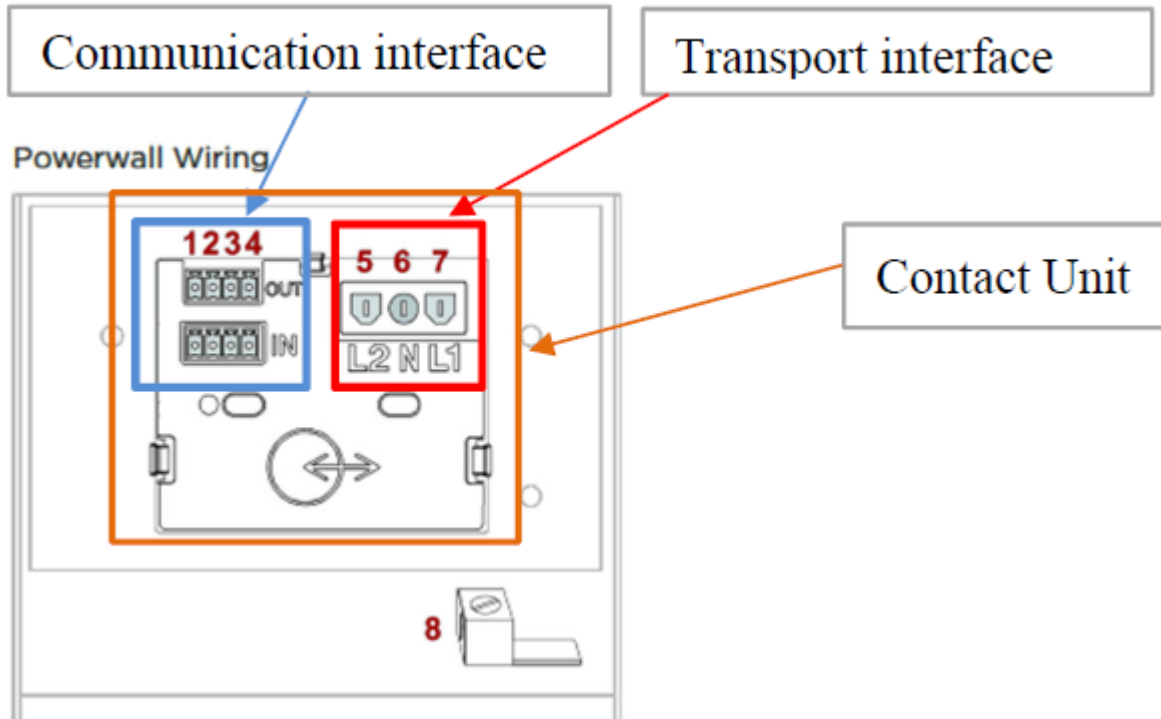 Communication interface
Transport interface
Powerwall Wiring
Contact Unit
1234
5 6 7
OUT
IN
L2 N L1
8